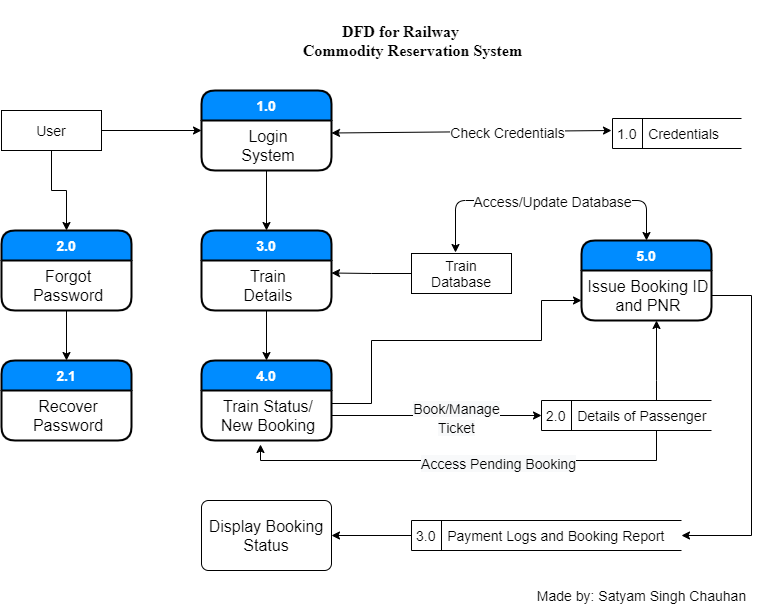 DFD for Railway
Commodity Reservation System
1.0
Login
System
User
Check Credentials
1.0 Credentials
2.0
Forgot
Password
3.0
Train
Details
Access/Update Database
Train
Database
5.0
Issue Booking ID
and PNR
2.1
Recover
Password
4.0
Train Status/
New Booking
Book/Manage
Ticket
2.0 Details of Passenger
Access Pending Booking
Display Booking
Status
3.0 Payment Logs and Booking Report
Made by: Satyam Singh Chauhan